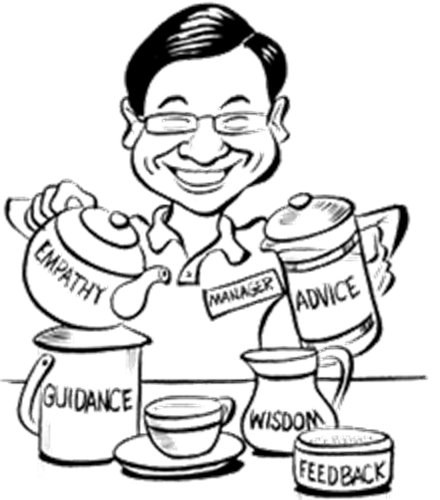 EMPATHY
MANAGER
ADVICE
GUIDANCE
WISDOM
FEEDBACK